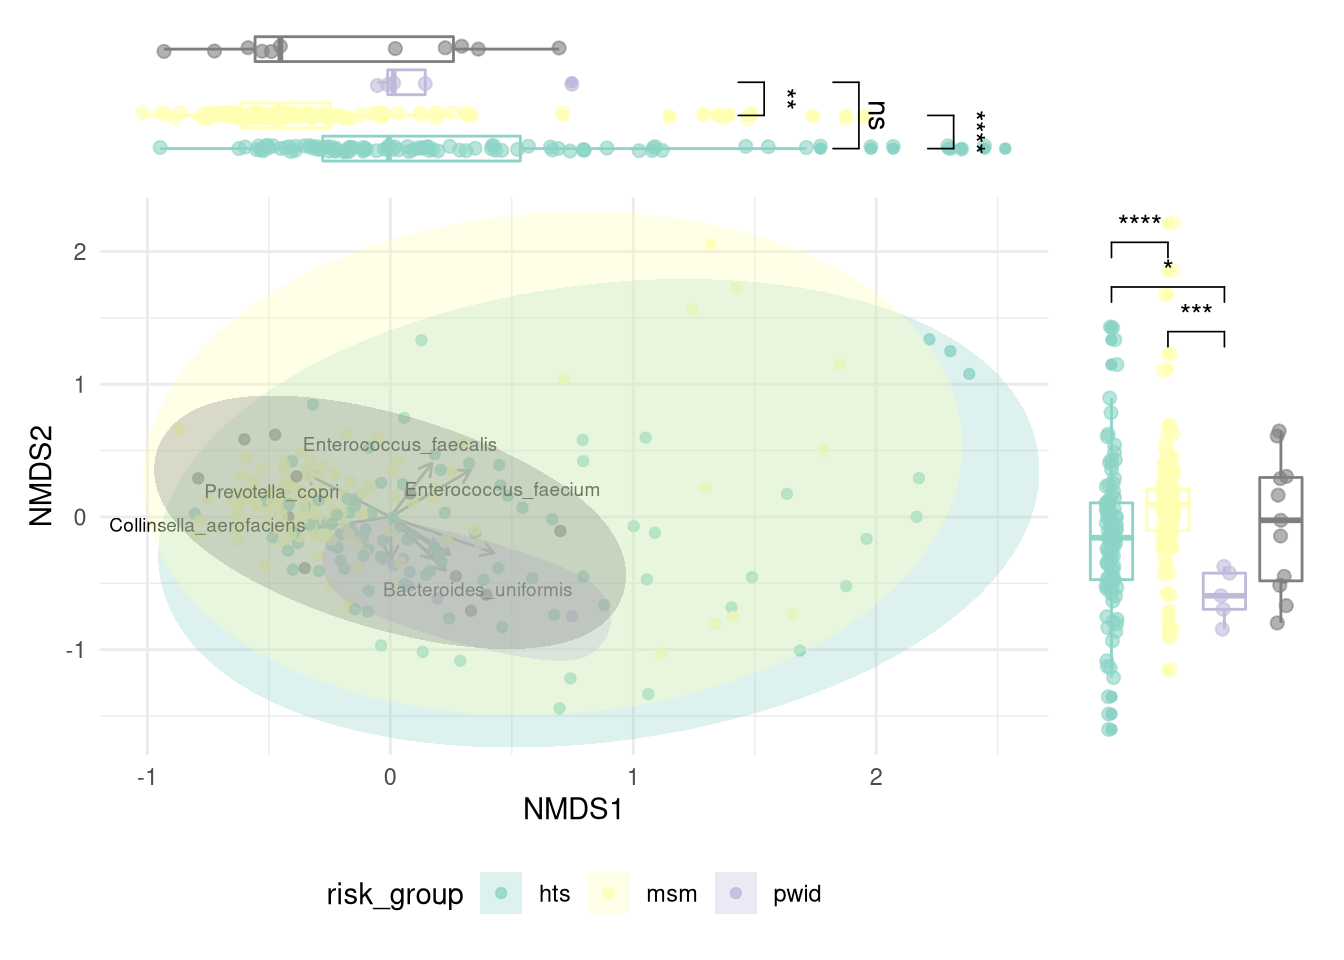 **
ns
****
****
*
***
2
1
0
-1
NMDS2
Enterococcus_faecalis
Prevotella_copri
Enterococcus_faecium
Collinsella_aerofaciens
Bacteroides_uniformis
-1 0 1 2
NMDS1
risk_group hts msm pwid